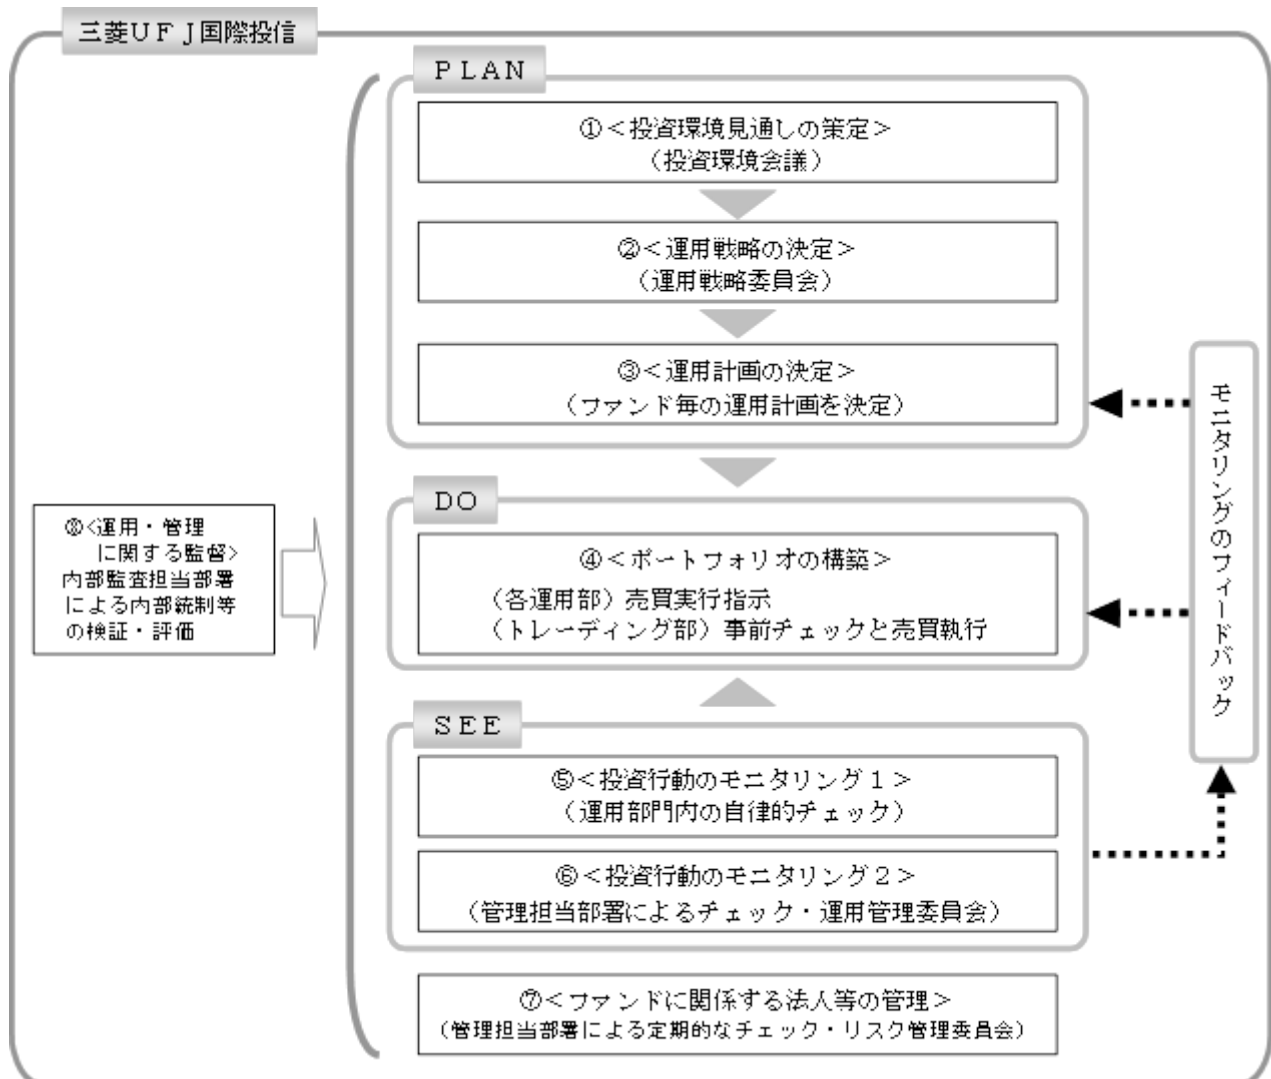 三菱ＵＦＪ国際投信
ＰＬＡＮ
①＜投資環境見通しの策定＞
（投資環境会議）
②＜運用戦略の決定＞
（運用戦略委員会）
③＜運用計画の決定＞
（ファンド毎の運用計画を決定）
ＤＯ
④＜ポートフォリオの構築＞
（各運用部）売買実行指示
（トレーディング部）事前チェックと売買執行
ＳＥＥ
⑤＜投資行動のモニタリング１＞
（運用部門内の自律的チェック）
⑥＜投資行動のモニタリング２＞
（管理担当部署によるチェック・運用管理委員会）
⑦＜ファンドに関係する法人等の管理＞
（管理担当部署による定期的なチェック・リスク管理委員会）
⑧＜運用・管理
に関する監督＞
内部監査担当部署
による内部統制等
の検証・評価
モニタリングのフィードバック